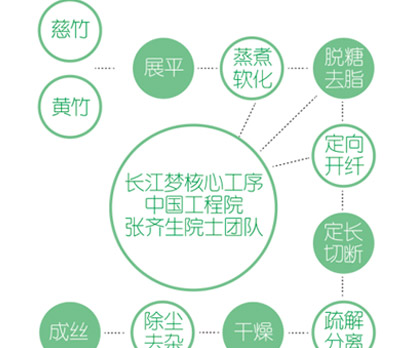 慈竹
黄竹
展平
蒸煮
软化
脱糖
去脂
定向
开纤
长江梦核心工序
中国工程院
张齐生院士团队
定长
切断
疏解
分离
干燥
除尘
去杂
成丝